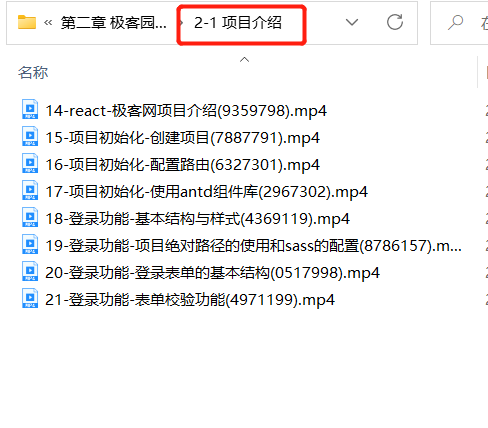 « 第二章 极客园... › 2-1 项目介绍
名称
14-react-极客网项目介绍(9359798).mp4
15-项目初始化-创建项目(7887791).mp4
16-项目初始化-配置路由(6327301).mp4
17-项目初始化-使用antd组件库(2967302).mp4
18-登录功能-基本结构与样式(4369119).mp4
19-登录功能-项目绝对路径的使用和sass的配置(8786157).m...
20-登录功能-登录表单的基本结构(0517998).mp4
21-登录功能-表单校验功能(4971199).mp4